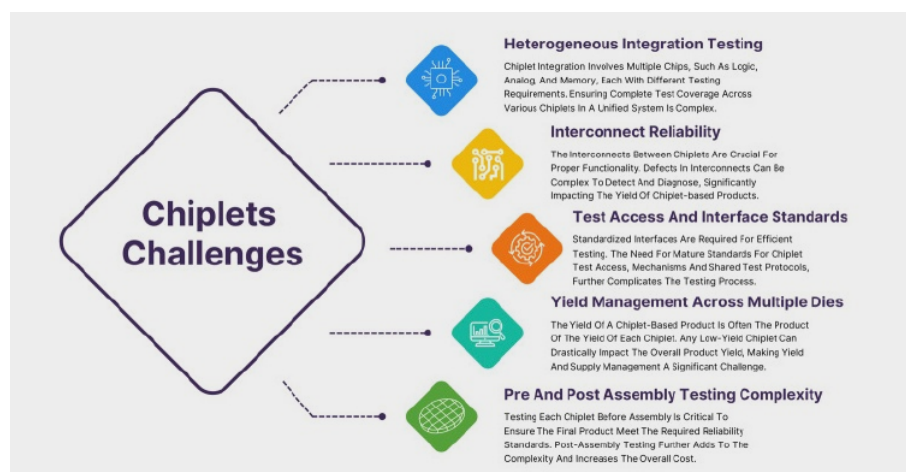 Chiplets
Challenges
Heterogeneous Integration Testing
Chiplet Integration Involves Multiple Chips, Such As Logic,
Analog, And Memory, Each With Different Testing
Requirements. Ensuring Complete Test Coverage Across
Various Chiplets In A Unified System Is Complex.
Interconnect Reliability
The Interconnects Between Chiplets Are Crucial For
Proper Functionality. Defects In Interconnects Can Be
Complex To Detect And Diagnose, Significantly
Impacting The Yield Of Chiplet-based Products.
Test Access And Interface Standards
Standardized Interfaces Are Required For Efficient
Testing. The Need For Mature Standards For Chiplet
Test Access, Mechanisms And Shared Test Protocols,
Further Complicates The Testing Process.
Yield Management Across Multiple Dies
The Yield Of A Chiplet-Based Product Is Often The Product
Of The Yield Of Each Chiplet. Any Low-Yield Chiplet Can
Drastically Impact The Overall Product Yield, Making Yield
And Supply Management A Significant Challenge.
Pre And Post Assembly Testing Complexity
Testing Each Chiplet Before Assembly Is Critical To
Ensure The Final Product Meet The Required Reliability
Standards. Post-Assembly Testing Further Adds To The
Complexity And Increases The Overall Cost.